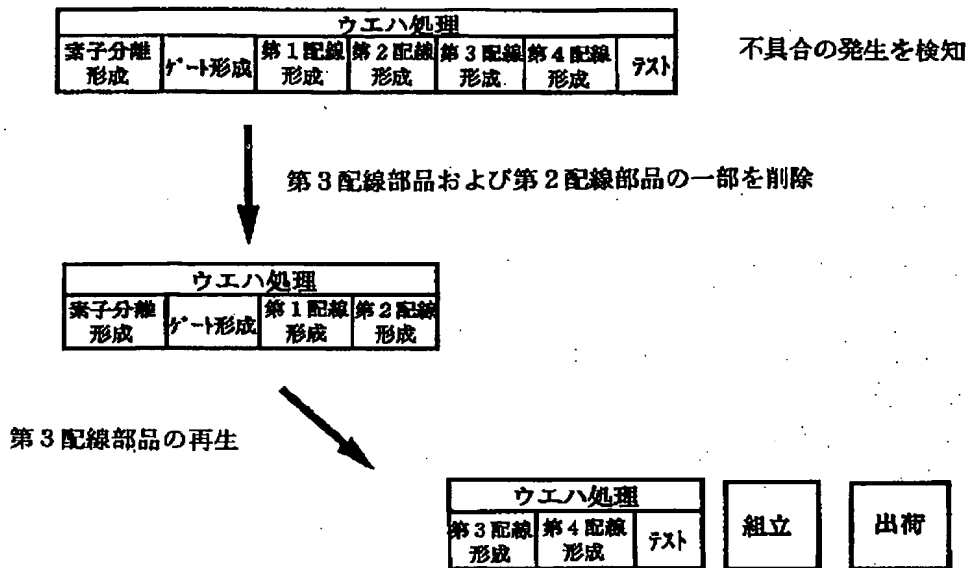 ウエハ処理
素子分離
形成
ゲート形成
第1配線
形成
第2配線
形成
第3配線
形成
第4配線
形成
テスト
不具合の発生を検知
第3配線部品および第2配線部品の一部を削除
ウエハ処理
素子分離
形成
ゲート形成
第1配線
形成
第2配線
形成
第3配線部品の再生
ウエハ処理
第3配線
形成
第4配線
形成
テスト
組立
出荷